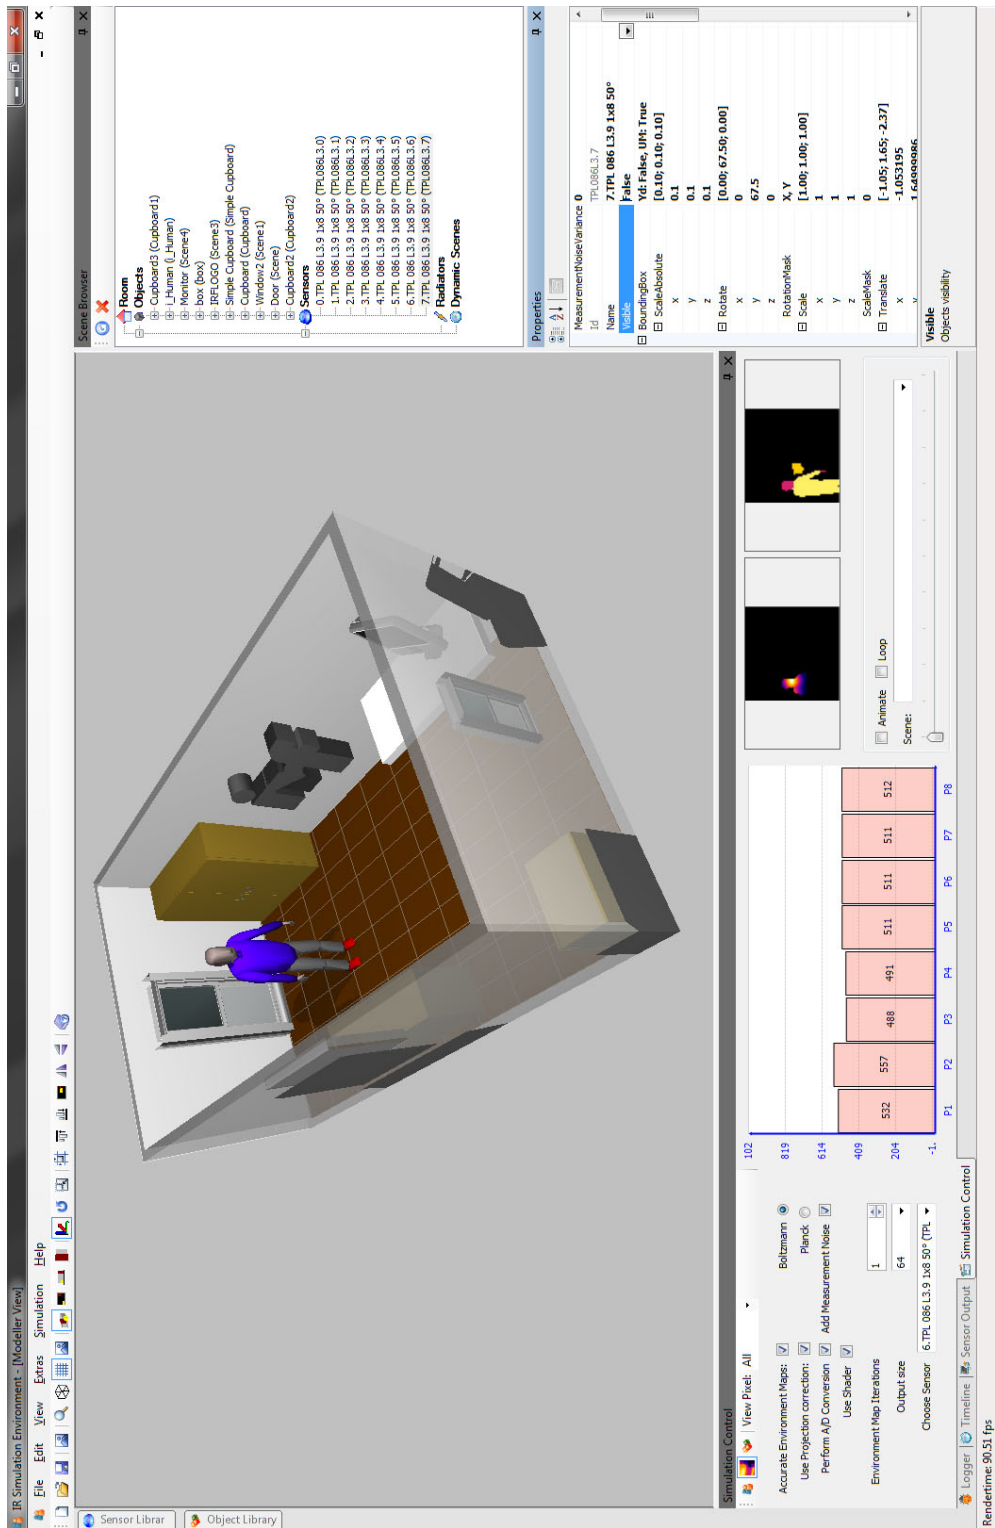 IR Simulation Environment - [Modeller View]
File Edit View Extras Simulation Help
Sensor Librar
Object Library
Scene Browser
Room
Objects
Cupboard3 (Cupboard1)
i_Human (i_Human)
Monitor (Scene4)
box (box)
IRFLOGO (Scene3)
Simple Cupboard (Simple Cupboard)
Cupboard (Cupboard)
Window2 (Scene1)
Door (Scene)
Cupboard2 (Cupboard2)
Sensors
0.TPL 086 L3.9 1x8 50° (TPL086L3.0)
1.TPL 086 L3.9 1x8 50° (TPL086L3.1)
2.TPL 086 L3.9 1x8 50° (TPL086L3.2)
3.TPL 086 L3.9 1x8 50° (TPL086L3.3)
4.TPL 086 L3.9 1x8 50° (TPL086L3.4)
5.TPL 086 L3.9 1x8 50° (TPL086L3.5)
6.TPL 086 L3.9 1x8 50° (TPL086L3.6)
7.TPL 086 L3.9 1x8 50° (TPL086L3.7)
Radiators
Dynamic Scenes
Properties
MeasurementNoiseVariance 0
Id TPL086L3.7
Name 7.TPL 086 L3.9 1x8 50°
Visible False
BoundingBox Yd: False, UM: True
ScaleAbsolute [0.10; 0.10; 0.10]
x 0.1
y 0.1
z 0.1
Rotate [0.00; 67.50; 0.00]
x 0
y 67.5
z 0
RotationMask X, Y
Scale [1.00; 1.00; 1.00]
x 1
y 1
z 1
ScaleMask 0
Translate [-1.05; 1.65; -2.37]
x -1.053195
y 1.64999986
Visible
Objects visibility
Simulation Control
View Pixel: All
Accurate Environment Maps: Boltzmann
Use Projection correction: Planck
Perform A/D Conversion Add Measurement Noise
Use Shader
Environment Map Iterations 1
Output size 64
Choose Sensor 6.TPL 086 L3.9 1x8 50° (TPL
102
819
614
409
204
-1.
532 557 488 491 511 511 511 512
P1 P2 P3 P4 P5 P6 P7 P8
Animate Loop
Scene:
Logger Timeline Sensor Output Simulation Control
Rendertime: 90.51 fps